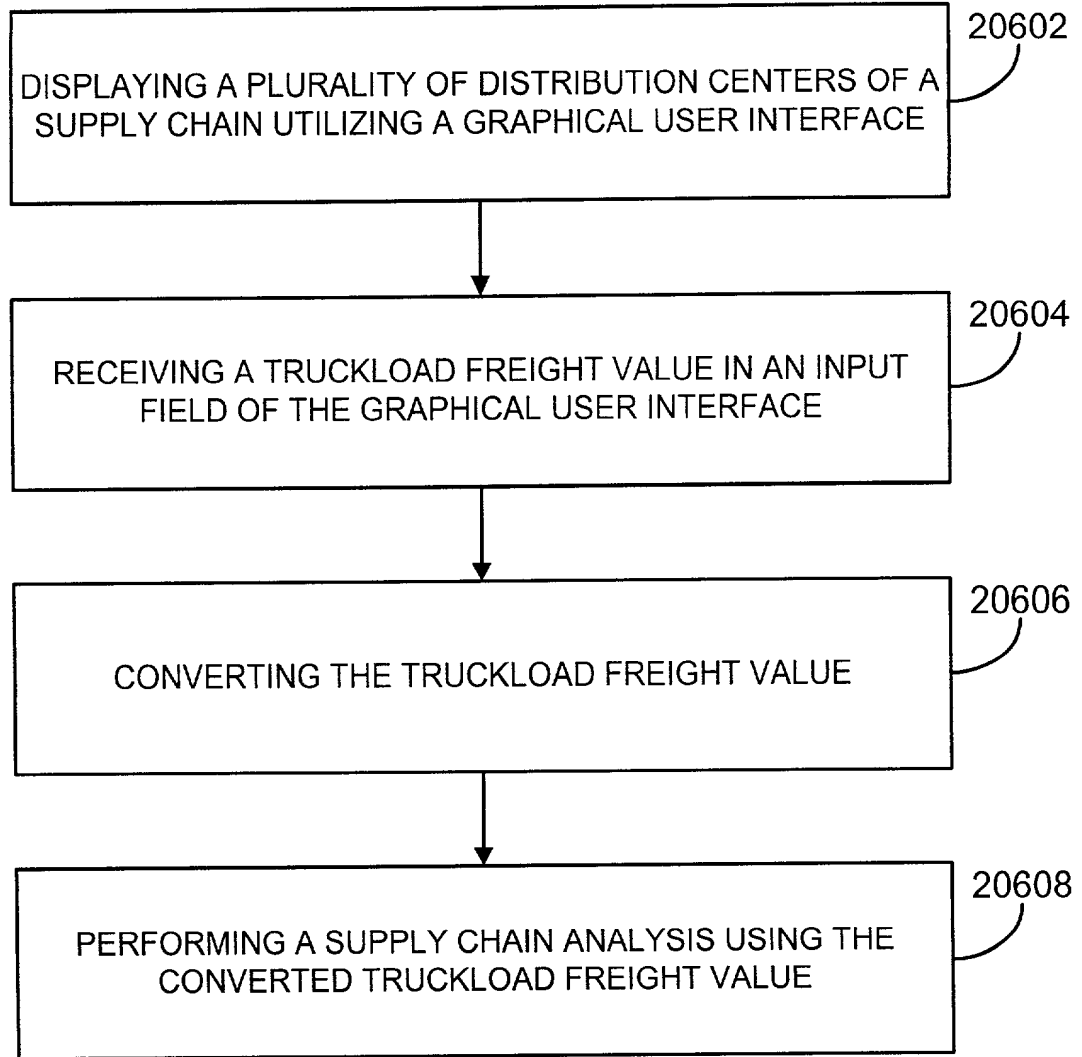 20602
DISPLAYING A PLURALITY OF DISTRIBUTION CENTERS OF A
SUPPLY CHAIN UTILIZING A GRAPHICAL USER INTERFACE
20604
RECEIVING A TRUCKLOAD FREIGHT VALUE IN AN INPUT
FIELD OF THE GRAPHICAL USER INTERFACE
20606
CONVERTING THE TRUCKLOAD FREIGHT VALUE
20608
PERFORMING A SUPPLY CHAIN ANALYSIS USING THE
CONVERTED TRUCKLOAD FREIGHT VALUE